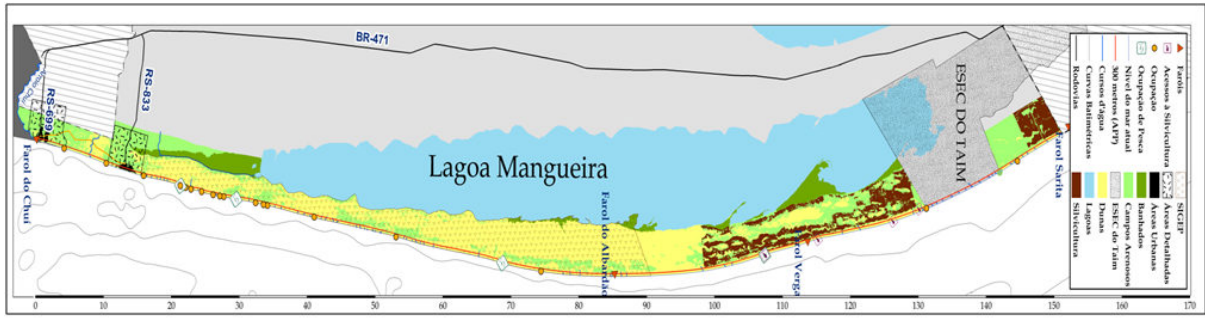 BR-471
RS-833
RS-699
Arroio Chuí
ESEC DO TAIM
Lagoa Mangueira
Farol do Chuí
Farol do Albardão
Farol Verga
Farol Sarita
Faróis
Acessos à Silvicultura
Ocupação
Ocupação de Pesca
Nível do mar atual
300 metros (APP)
Cursos d'água
Curvas Batimétricas
Rodovias
SIGEP
Áreas Detalhadas
Áreas Urbanas
Banhados
Campos Arenosos
ESEC do Taim
Dunas
Lagoas
Silvicultura
0 10 20 30 40 50 60 70 80 90 100 110 120 130 140 150 160 170